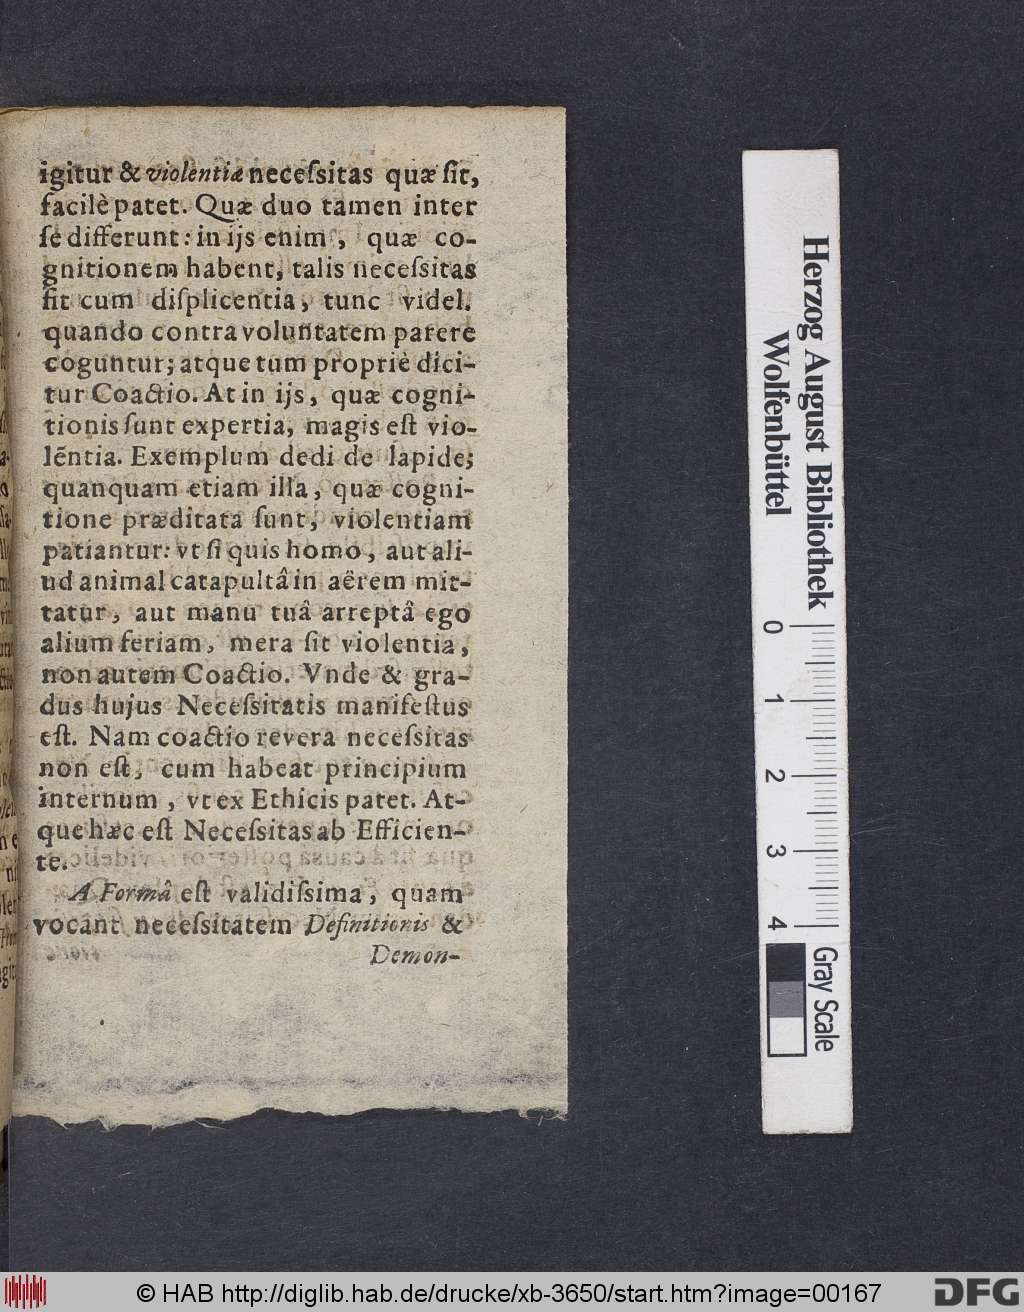 igitur & violentiæ neceſsitas quæ ſit,
facilè patet. Quæ duo tamen inter
ſe differunt: in ijs enim, quæ co-
gnitionem habent, talis neceſsitas
fit cum diſplicentia, tunc videl.
quando contra voluntatem parere
coguntur; atque tum propriè dici-
tur Coactio. At in ijs, quæ cogni-
tionis ſunt expertia, magis eſt vio-
lẽntia. Exemplum dedi de lapide;
quanquam etiam illa, quæ cogni-
tione prædita ta ſunt, violentiam
patiantur: vt ſi quis homo, aut ali-
ud animal catapultâ in aërem mit-
tatur, aut manu tuâ arreptâ ego
alium feriam, mera ſit violentia,
non autem Coactio. Vnde & gra-
dus hujus Neceſsitatis manifeſtus
eſt. Nam coactio revera neceſsitas
non eſt, cum habeat principium
internum, vt ex Ethicis patet. At-
que hæc eſt Neceſsitas ab Efficien-
te.
A Formâ eſt validiſsima, quam
vocant neceſsitatem Definitionis &
Demon-
Herzog August Bibliothek
Wolfenbüttel
0 1 2 3 4
Gray Scale
© HAB http://diglib.hab.de/drucke/xb-3650/start.htm?image=00167
DFG